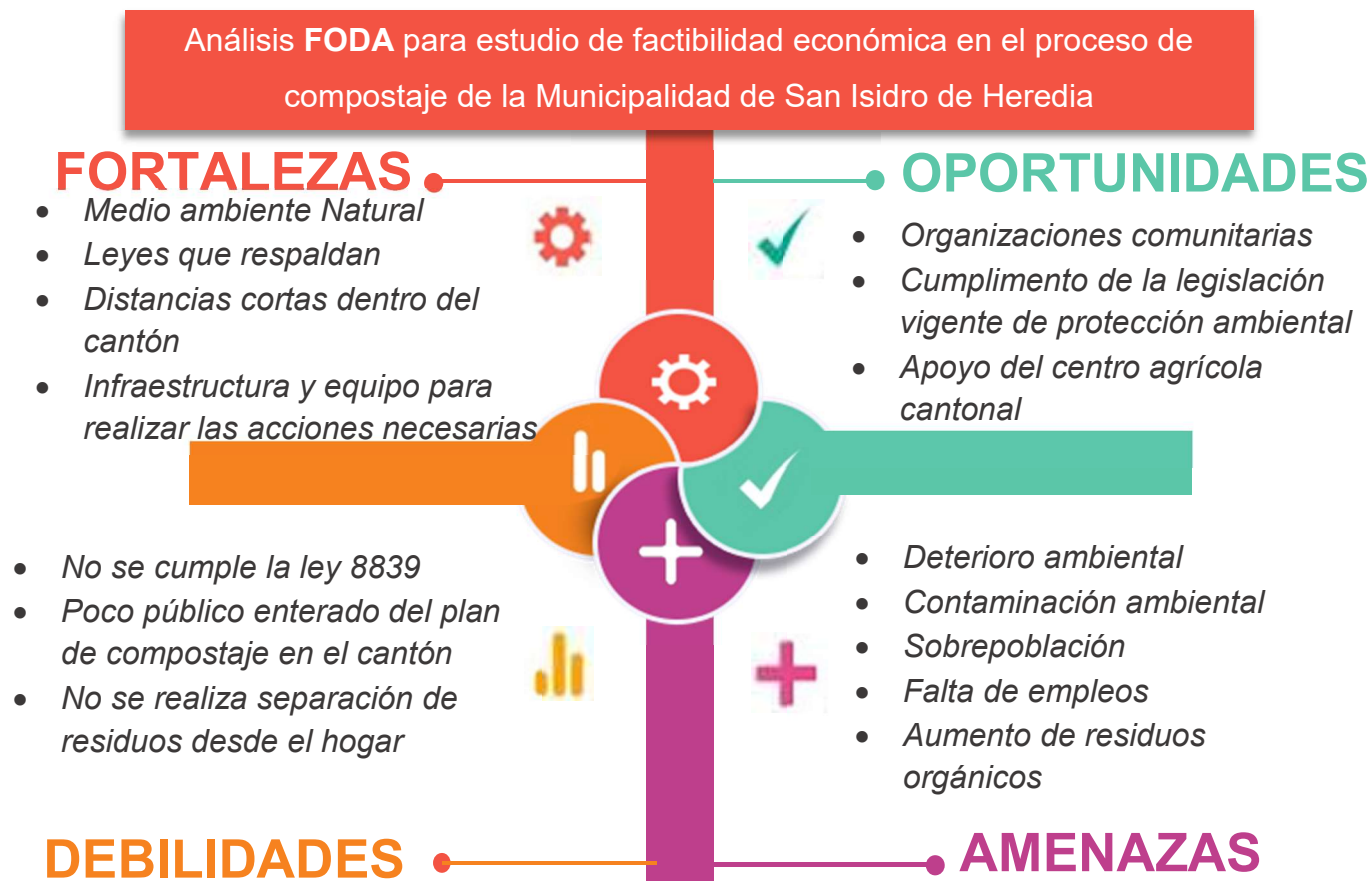 Análisis FODA para estudio de factibilidad económica en el proceso de
compostaje de la Municipalidad de San Isidro de Heredia
FORTALEZAS
• Medio ambiente Natural
• Leyes que respaldan
• Distancias cortas dentro del
cantón
• Infraestructura y equipo para
realizar las acciones necesarias
OPORTUNIDADES
• Organizaciones comunitarias
• Cumplimento de la legislación
vigente de protección ambiental
• Apoyo del centro agrícola
cantonal
• No se cumple la ley 8839
• Poco público enterado del plan
de compostaje en el cantón
• No se realiza separación de
residuos desde el hogar
DEBILIDADES
• Deterioro ambiental
• Contaminación ambiental
• Sobrepoblación
• Falta de empleos
• Aumento de residuos
orgánicos
AMENAZAS